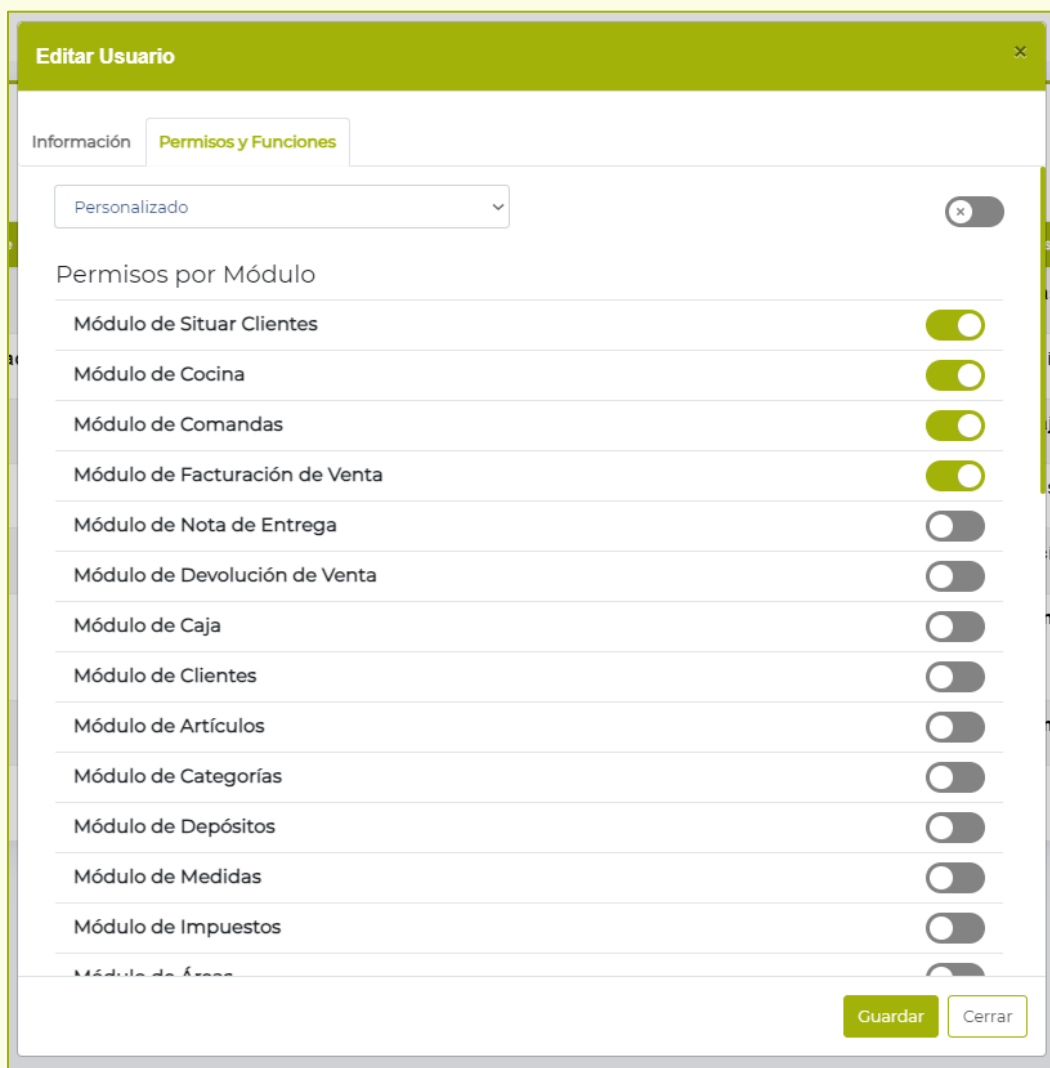 Editar Usuario
Información Permisos y Funciones
Personalizado
Permisos por Módulo
Módulo de Situar Clientes
Módulo de Cocina
Módulo de Comandas
Módulo de Facturación de Venta
Módulo de Nota de Entrega
Módulo de Devolución de Venta
Módulo de Caja
Módulo de Clientes
Módulo de Artículos
Módulo de Categorías
Módulo de Depósitos
Módulo de Medidas
Módulo de Impuestos
Módulo de Áreas
Guardar Cerrar